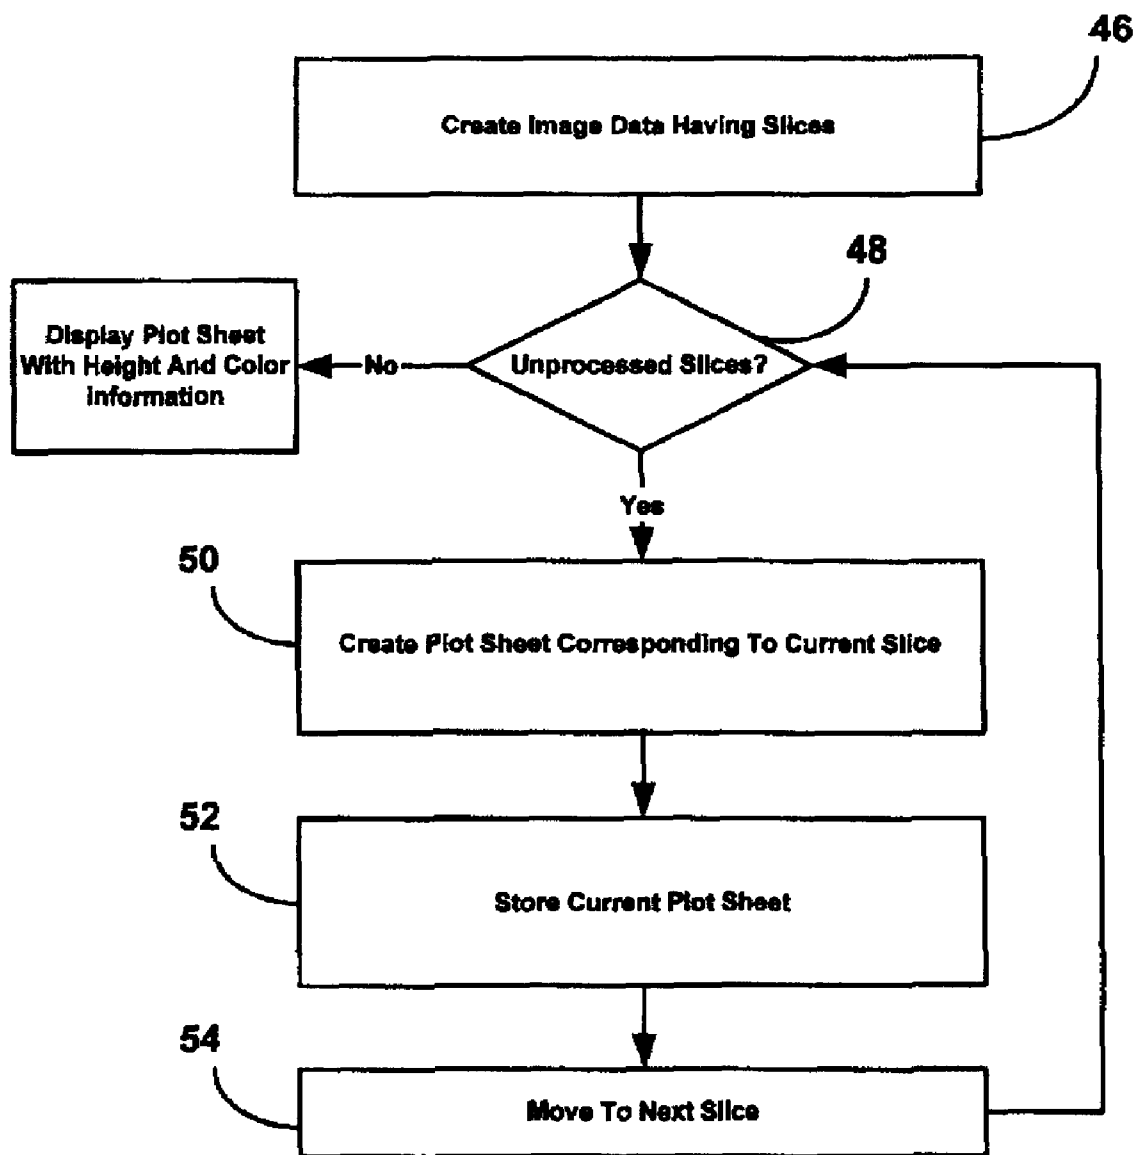 46
Create Image Data Having Slices
48
Display Plot Sheet
With Height And Color
Information
No
Unprocessed Slices?
Yes
50
Create Plot Sheet Corresponding To Current Slice
52
Store Current Plot Sheet
54
Move To Next Slice